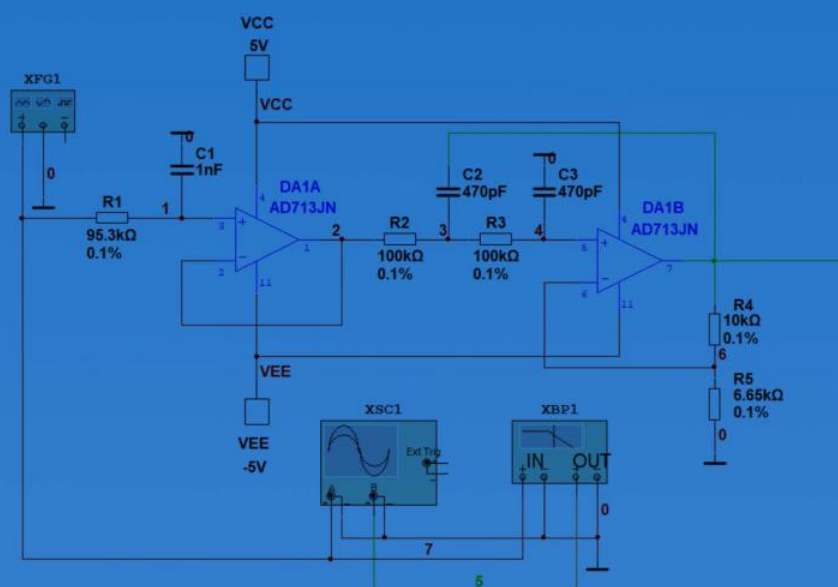 VCC
5V
XFG1
VCC
0
C1
1nF
0
0
C2
470pF
C3
470pF
DA1A
AD713JN
DA1B
AD713JN
4
4
R1
1
95.3kΩ
0.1%
3
2
1
2
R2
100kΩ
0.1%
3
R3
100kΩ
0.1%
4
5
6
7
11
11
R4
10kΩ
0.1%
6
R5
6.65kΩ
0.1%
0
VEE
VEE
-5V
XSC1
Ext Trig
A
B
XBP1
IN
OUT
0
7
5